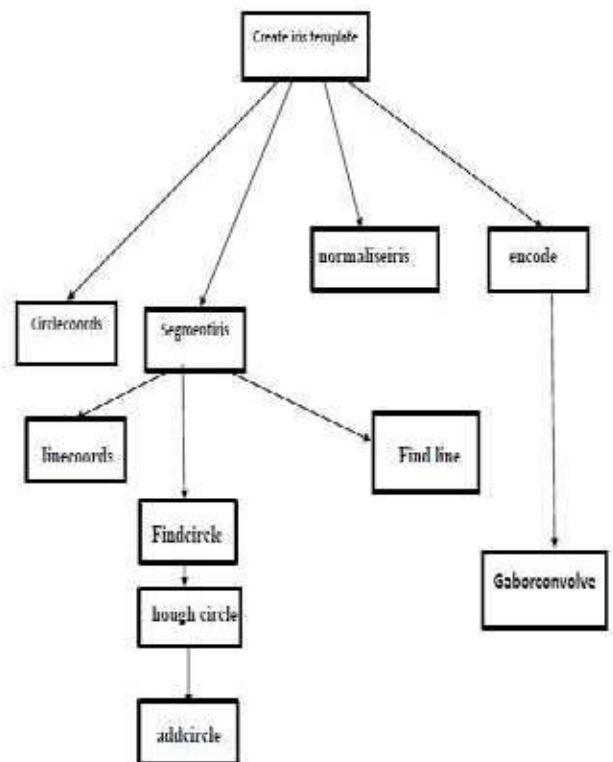 Create iris template
normaliseiris
encode
Circlecoords
Segmentiris
linecoords
Find line
Findcircle
Gaborconvolve
hough circle
addcircle